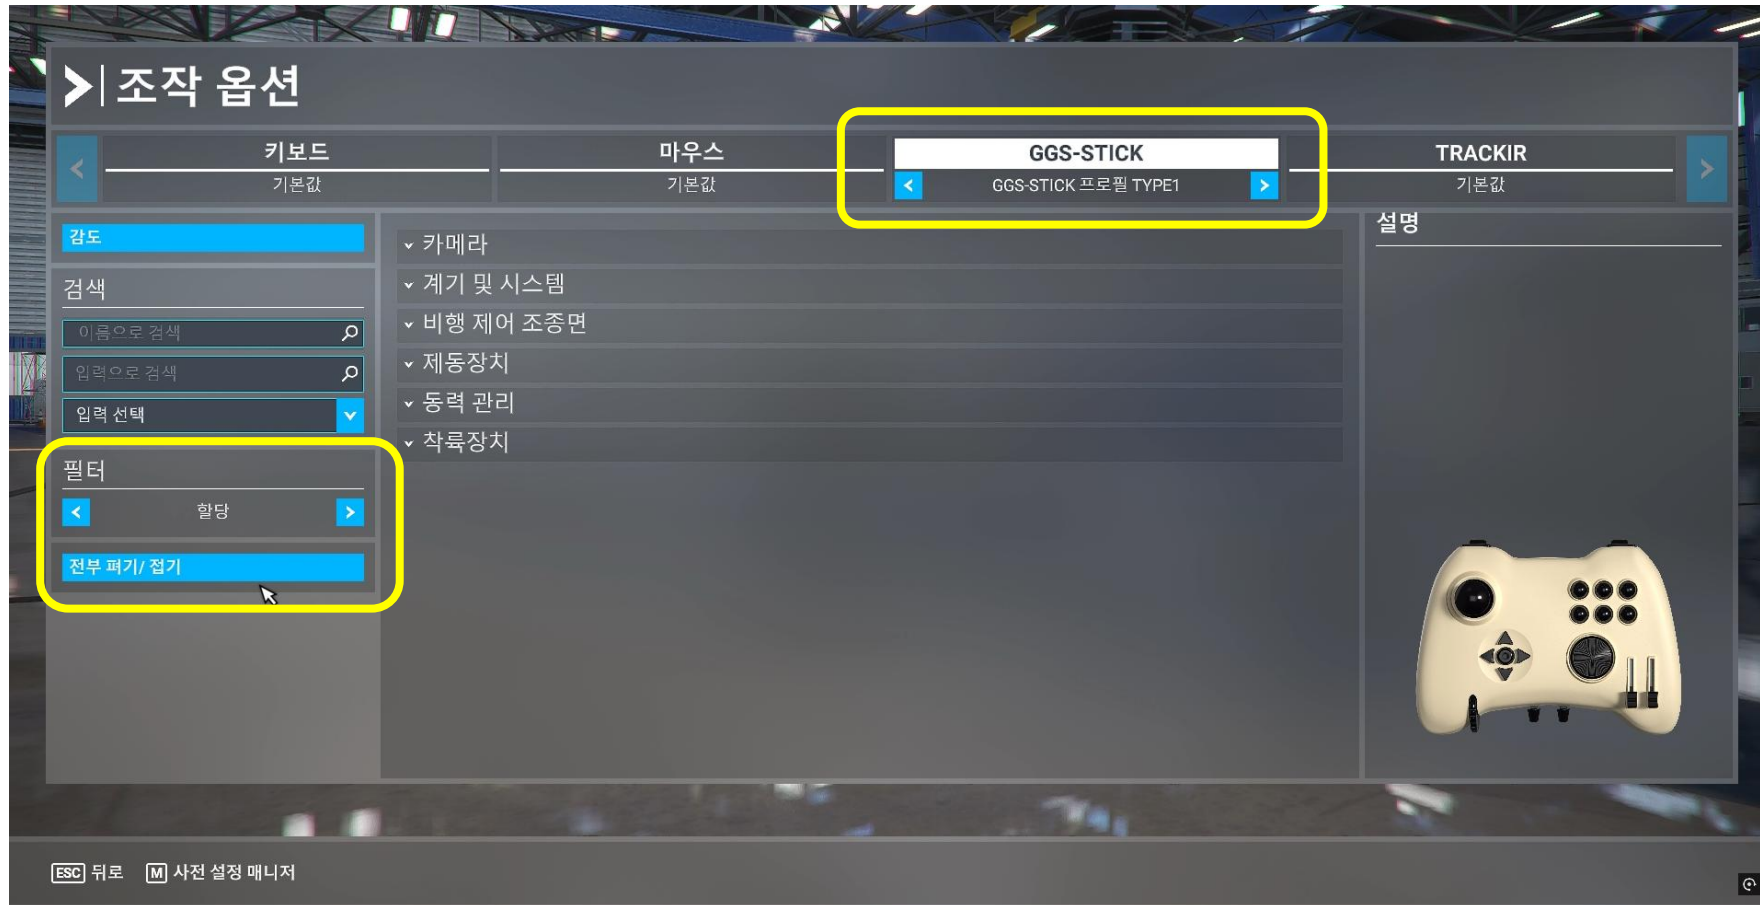 조작 옵션
키보드
기본값
마우스
기본값
GGS-STICK
GGS-STICK 프로필 TYPE1
TRACKIR
기본값
감도
검색
이름으로 검색
입력으로 검색
입력 선택
필터
할당
전부 펴기/ 접기
카메라
계기 및 시스템
비행 제어 조종면
제동장치
동력 관리
착륙장치
설명
ESC 뒤로
M 사전 설정 매니저